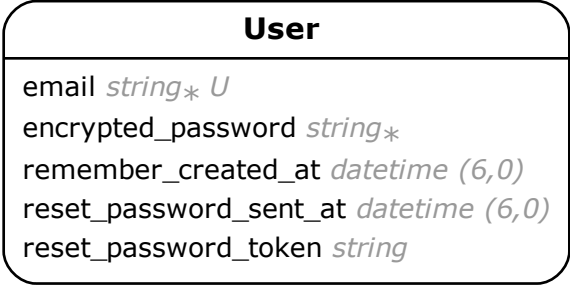 User
email string* U
encrypted_password string*
remember_created_at datetime (6,0)
reset_password_sent_at datetime (6,0)
reset_password_token string